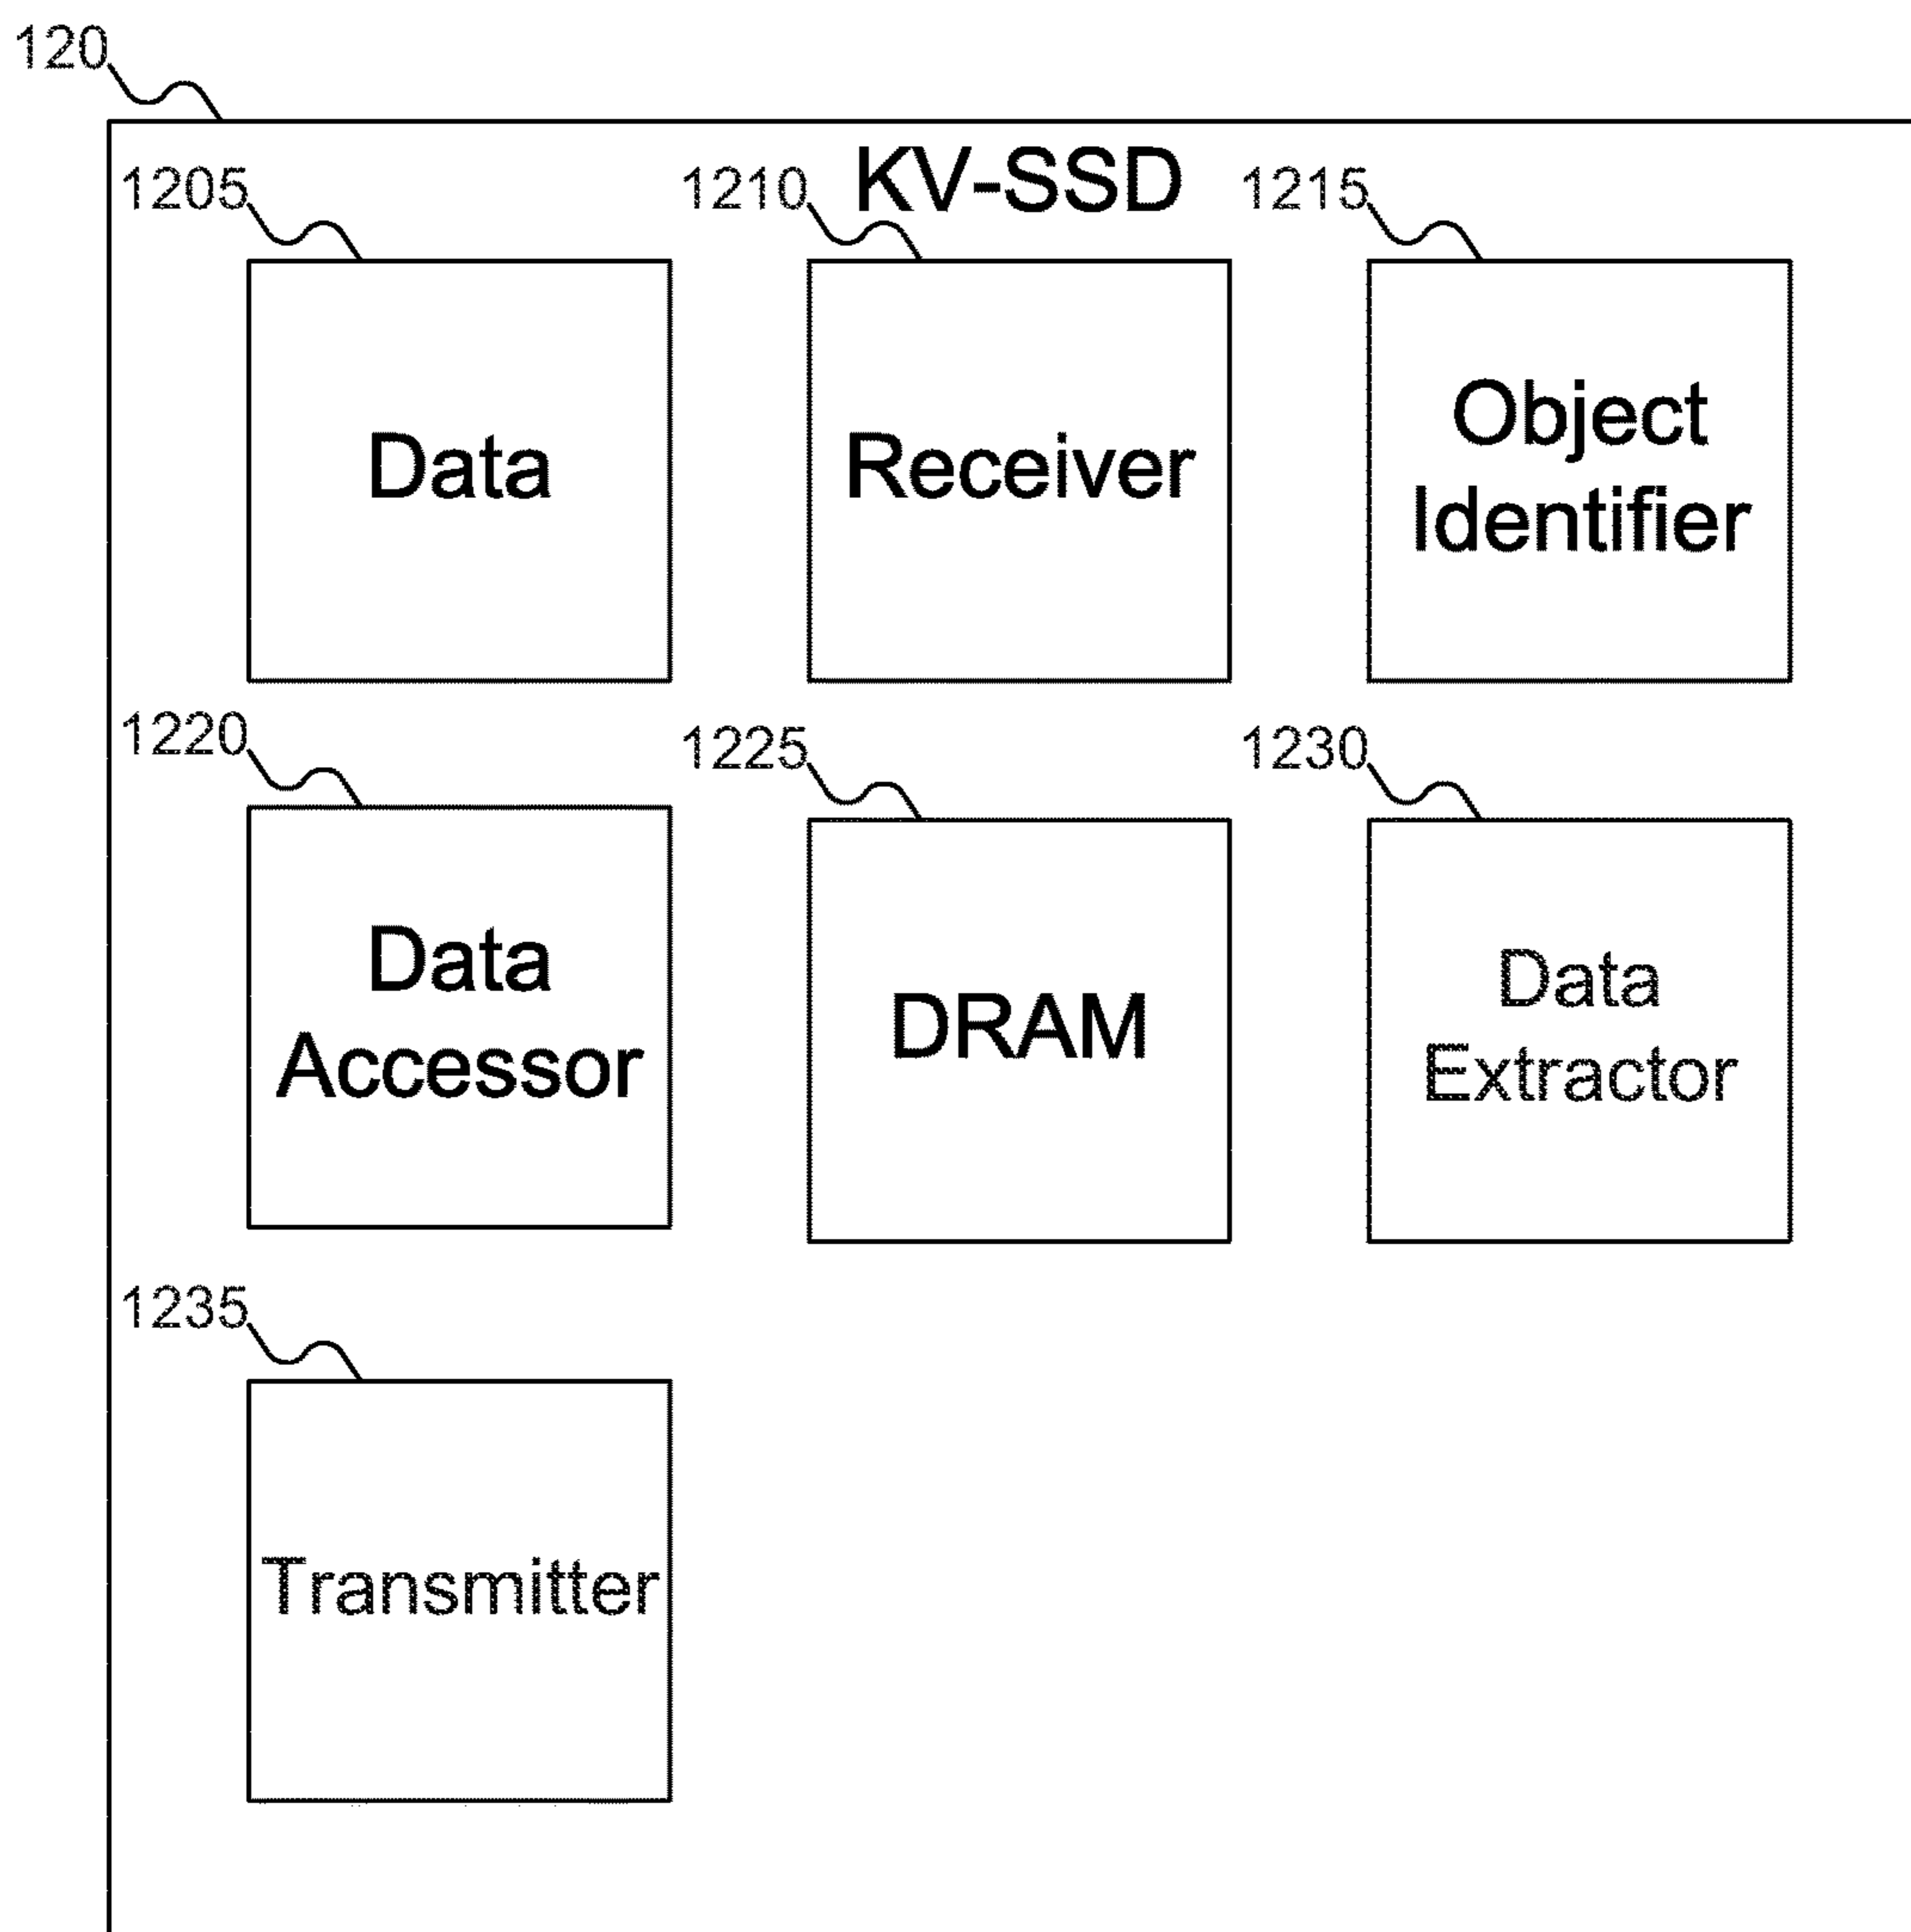 120
KV-SSD
1205
1210
1215
Data
Receiver
Object
Identifier
1220
1225
1230
Data
Accessor
DRAM
Data
Extractor
1235
Transmitter